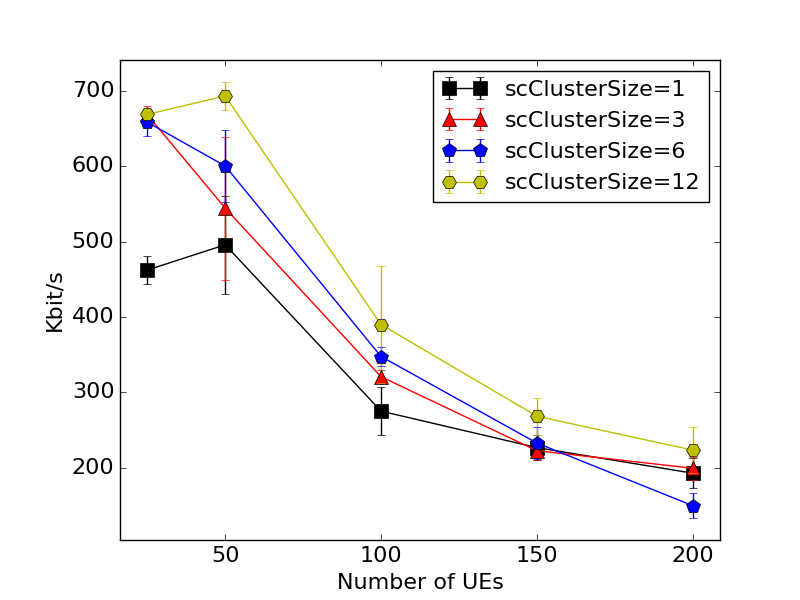 700
600
500
400
300
200
Kbit/s
scClusterSize=1
scClusterSize=3
scClusterSize=6
scClusterSize=12
50
100
150
200
Number of UEs